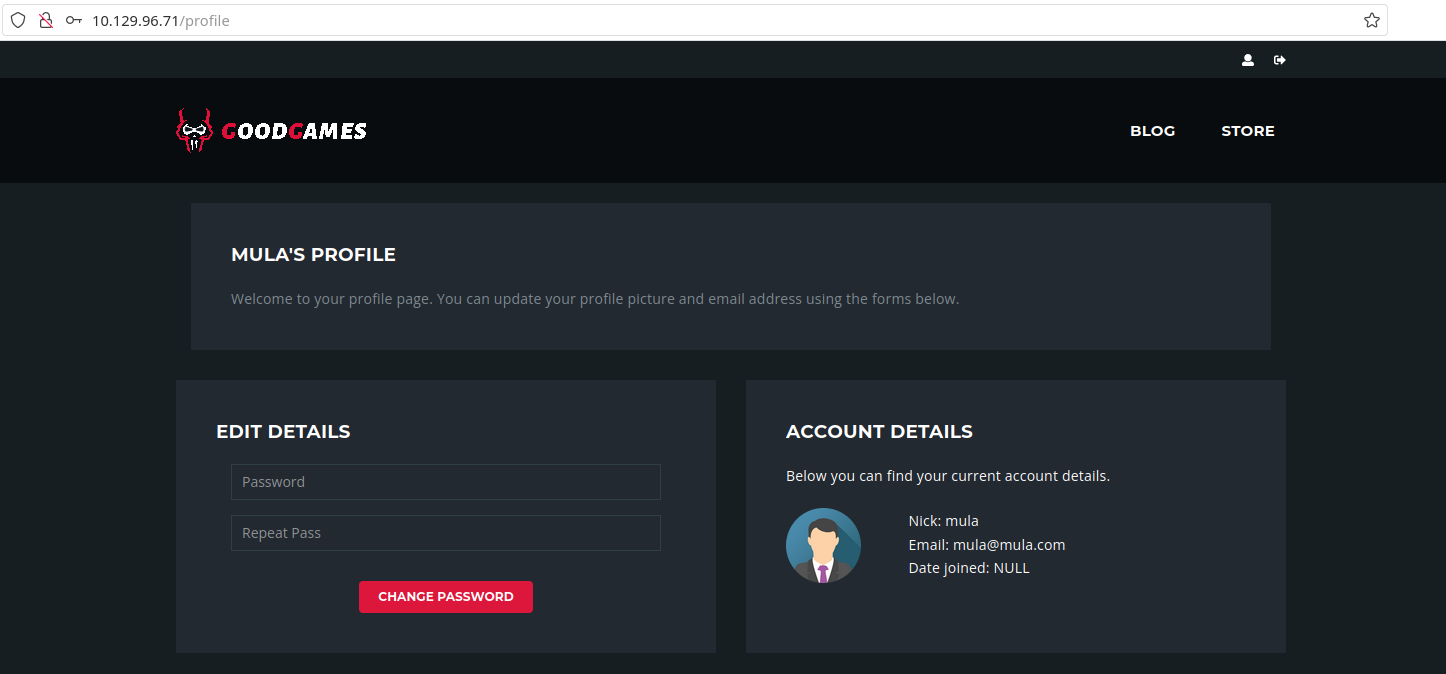 10.129.96.71/profile
GOODGAMES
BLOG STORE
MULA'S PROFILE
Welcome to your profile page. You can update your profile picture and email address using the forms below.
EDIT DETAILS
Password
Repeat Pass
CHANGE PASSWORD
ACCOUNT DETAILS
Below you can find your current account details.
Nick: mula
Email: mula@mula.com
Date joined: NULL